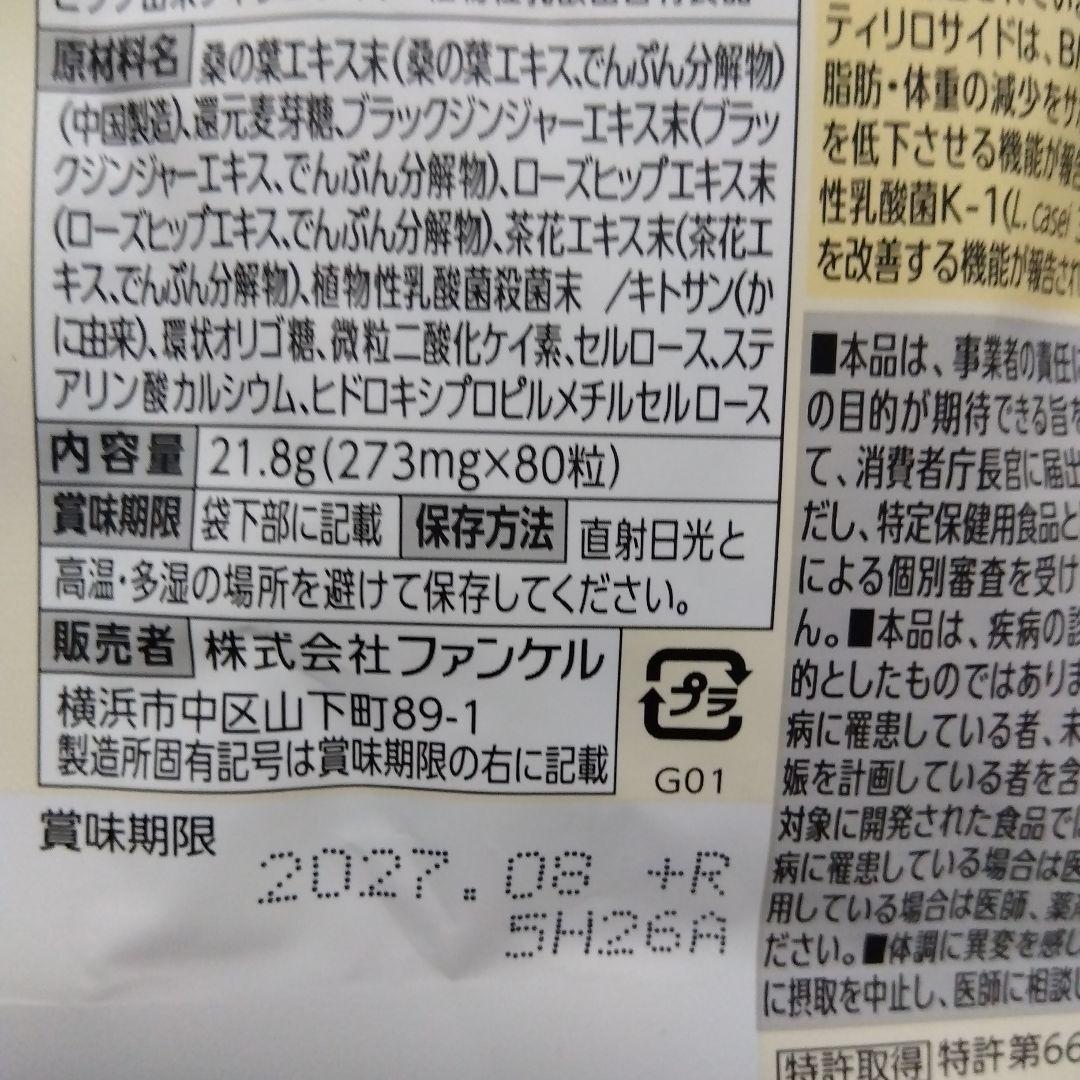 原材料名 桑の葉エキス末(桑の葉エキス、でんぷん分解物)
(中国製造)、還元麦芽糖、ブラックジンジャーエキス末(ブラッ
クジンジャーエキス、でんぷん分解物)、ローズヒップエキス末
(ローズヒップエキス、でんぷん分解物)、茶花エキス末(茶花エ
キス、でんぷん分解物)、植物性乳酸菌殺菌末 /キトサン(か
に由来)、環状オリゴ糖、微粒二酸化ケイ素、セルロース、ステ
アリン酸カルシウム、ヒドロキシプロピルメチルセルロース
内容量 21.8g(273mg×80粒)
賞味期限 袋下部に記載 保存方法 直射日光と
高温・多湿の場所を避けて保存してください。
販売者 株式会社ファンケル
横浜市中区山下町89-1
製造所固有記号は賞味期限の右に記載
プラ
G01
賞味期限
2027.08 +R
5H26A
ティリロサイドは、B
脂肪・体重の減少を
を低下させる機能が報告
性乳酸菌K-1(L. casei
を改善する機能が報告され
■本品は、事業者の責任に
の目的が期待できる旨を
て、消費者庁長官に届出
だし、特定保健用食品と
による個別審査を受け
ん。■本品は、疾病の診
的としたものではありま
病に罹患している者、未
娠を計画している者を含
対象に開発された食品では
病に罹患している場合は医
用している場合は医師、薬
ださい。■体調に異変を感じ
に摂取を中止し、医師に相談し
特許取得 特許第66